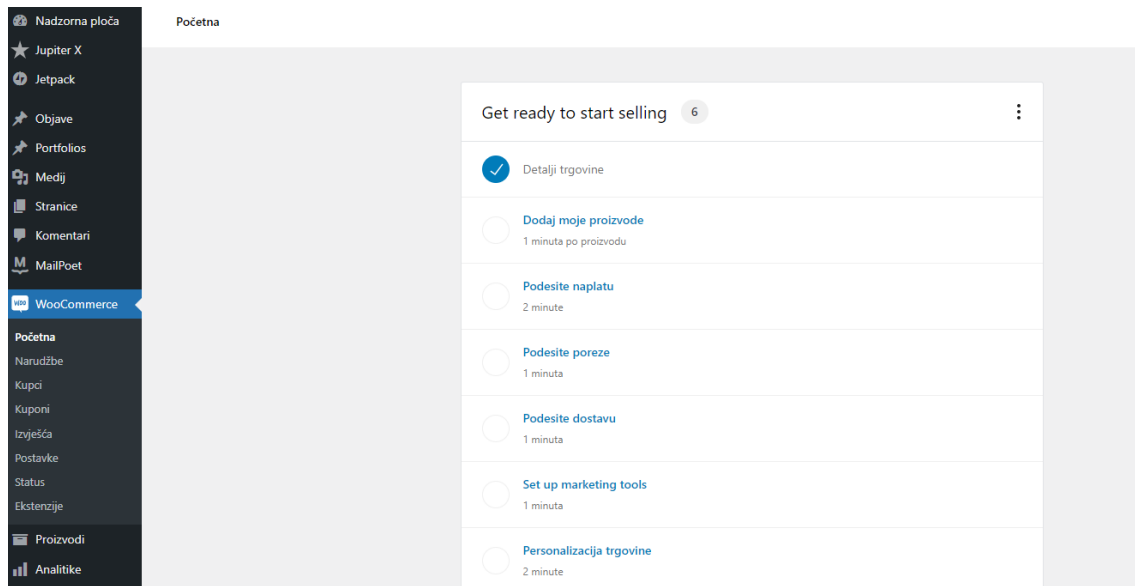 Nadzorna ploča
Jupiter X
Jetpack
Objave
Portfolios
Medij
Stranice
Komentari
MailPoet
WooCommerce
Početna
Narudžbe
Kupci
Kuponi
Izvješća
Postavke
Status
Ekstenzije
Proizvodi
Analitike
Početna
Get ready to start selling 6
Detalji trgovine
Dodaj moje proizvode
1 minuta po proizvodu
Podesite naplatu
2 minute
Podesite poreze
1 minuta
Podesite dostavu
1 minuta
Set up marketing tools
1 minuta
Personalizacija trgovine
2 minute